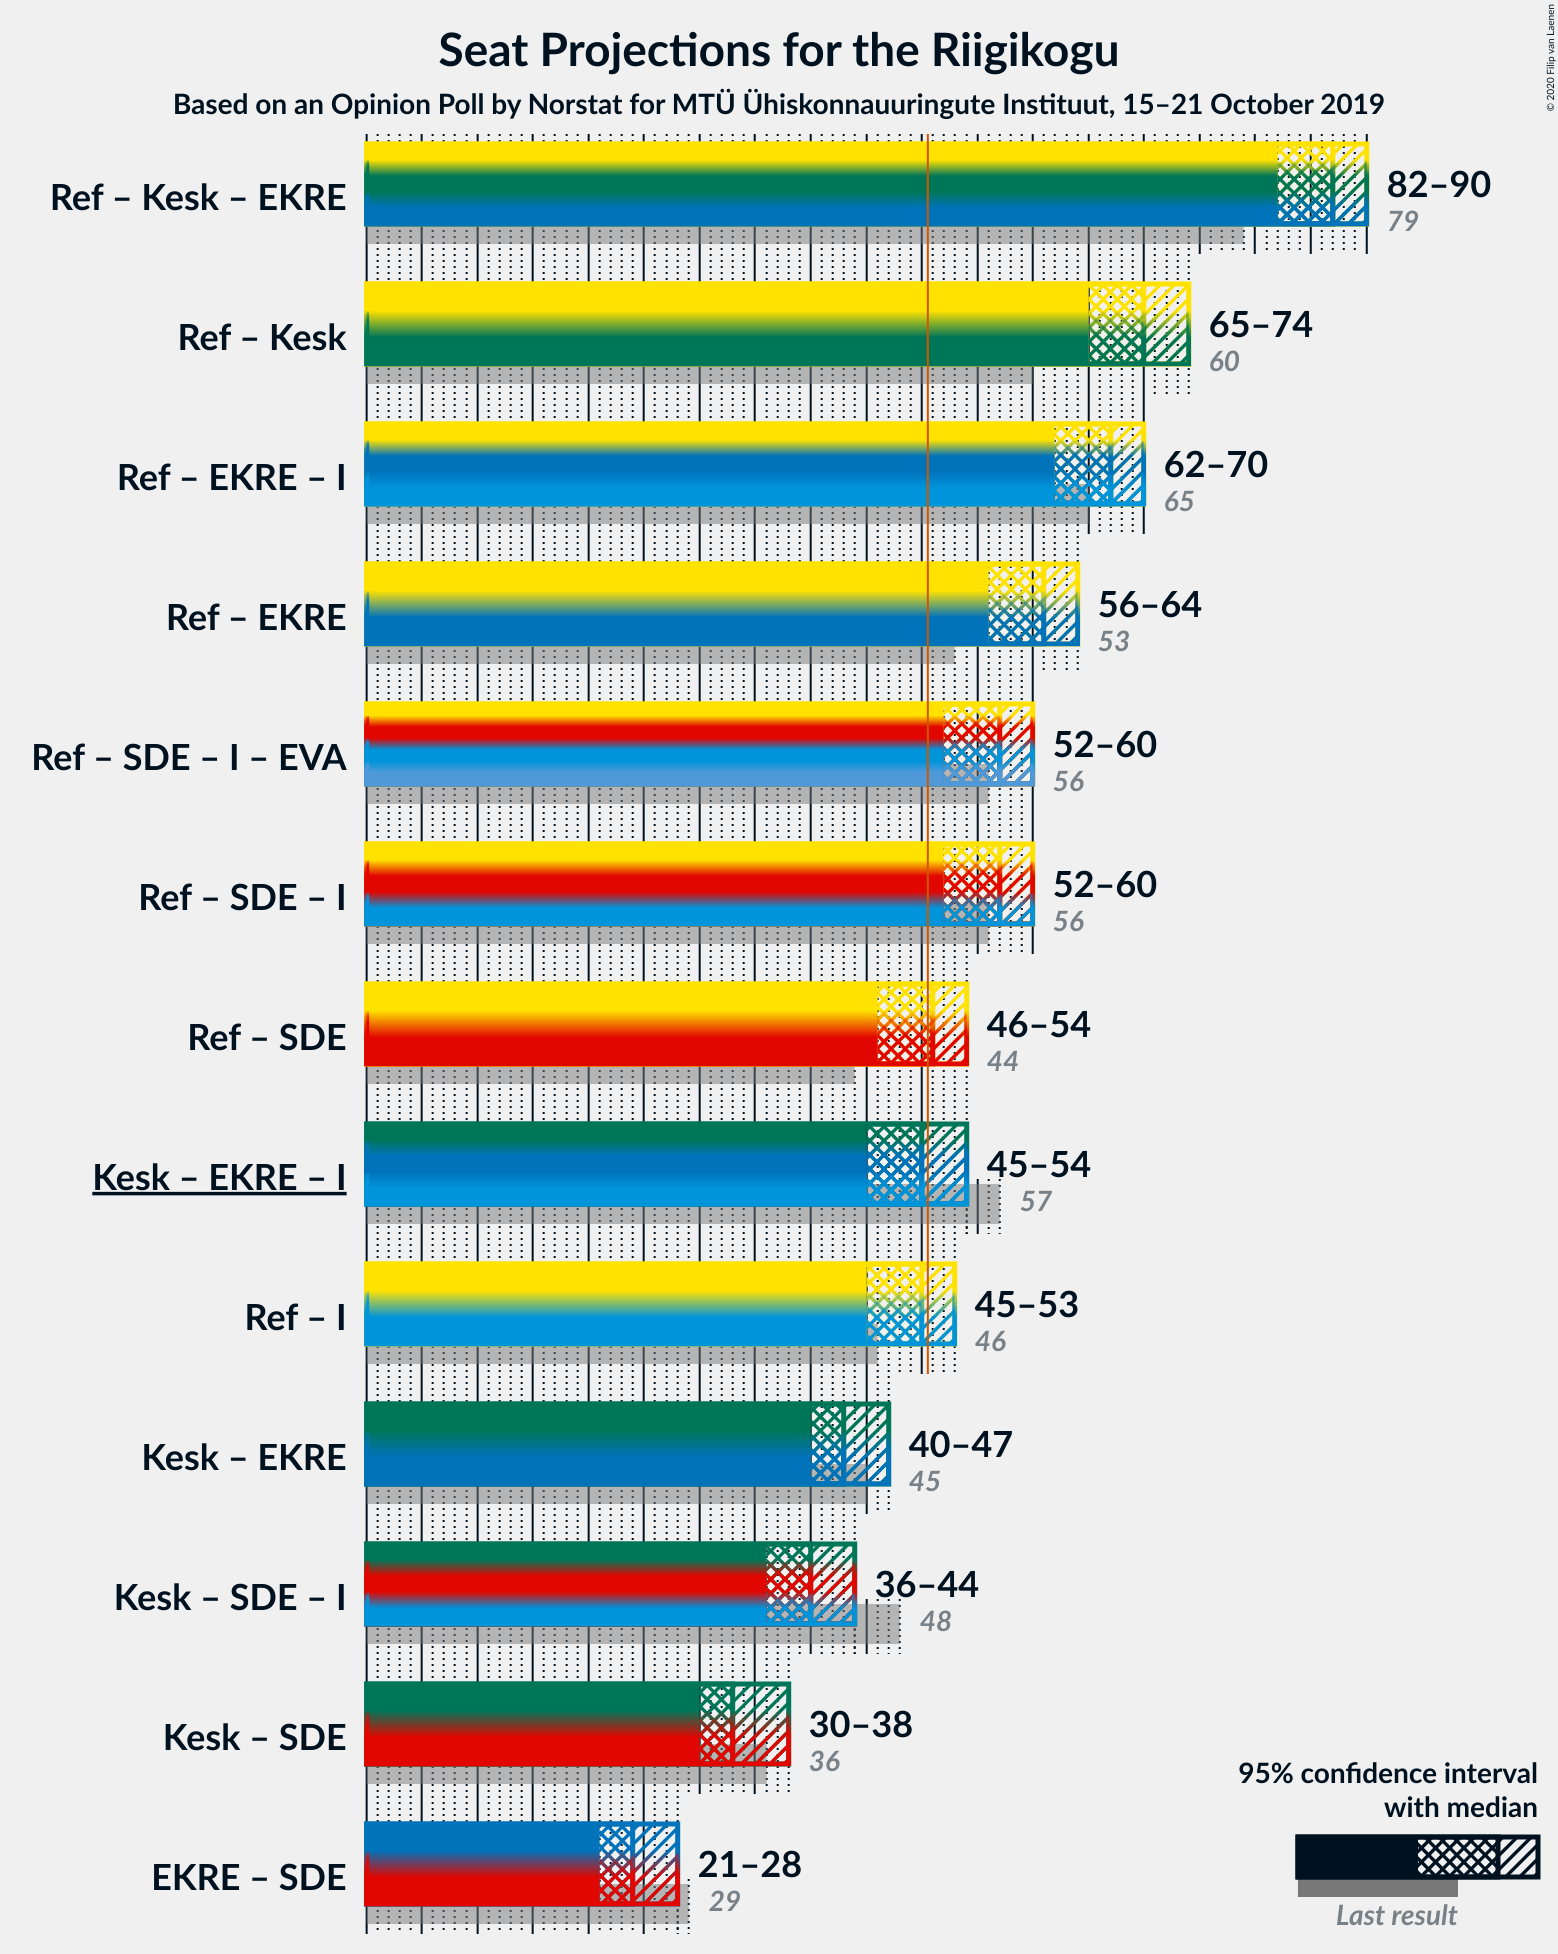 Seat Projections for the Riigikogu
Based on an Opinion Poll by Norstat for MTÜ Ühiskonnauuringute Instituut, 15–21 October 2019
© 2020 Filip van Laenen
Ref – Kesk – EKRE
82–90
79
Ref – Kesk
65–74
60
Ref – EKRE – I
62–70
65
Ref – EKRE
56–64
53
Ref – SDE – I – EVA
52–60
56
Ref – SDE – I
52–60
56
Ref – SDE
46–54
44
Kesk – EKRE – I
45–54
57
Ref – I
45–53
46
Kesk – EKRE
40–47
45
Kesk – SDE – I
36–44
48
Kesk – SDE
30–38
36
EKRE – SDE
21–28
29
95% confidence interval
with median
Last result